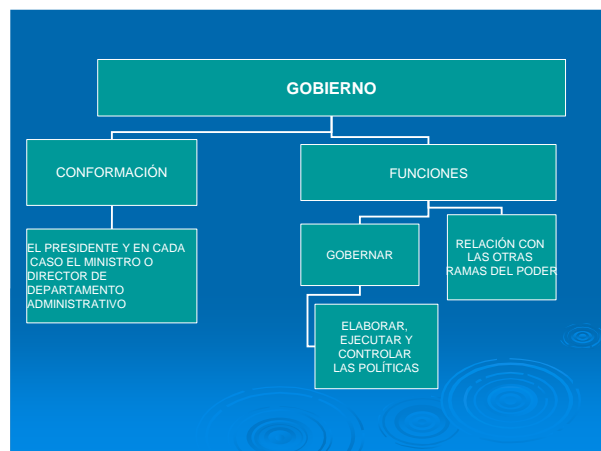 GOBIERNO
CONFORMACIÓN
FUNCIONES
EL PRESIDENTE Y EN CADA
CASO EL MINISTRO O
DIRECTOR DE
DEPARTAMENTO
ADMINISTRATIVO
GOBERNAR
RELACIÓN CON
LAS OTRAS
RAMAS DEL PODER
ELABORAR,
EJECUTAR Y
CONTROLAR
LAS POLÍTICAS